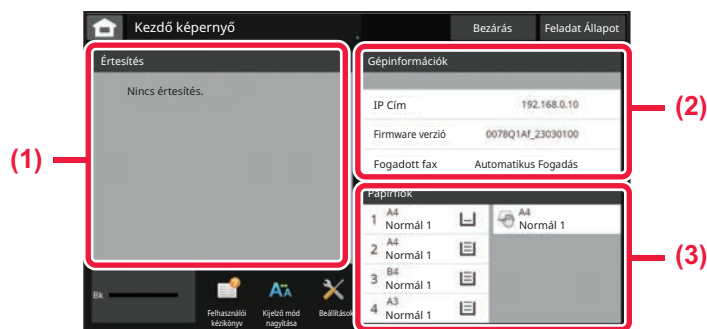 Kezdő képernyő
Bezárás
Feladat Állapot
Értesítés
Nincs értesítés.
(1)
Gépinformációk
IP Cím 192.168.0.10
Firmware verzió 0078Q1Af_23030100
Fogadott fax Automatikus Fogadás
(2)
Papírfiók
1 A4
Normál 1
A4
Normál 1
2 A4
Normál 1
3 B4
Normál 1
4 A3
Normál 1
(3)
Bk
Felhasználói
kézikönyv
Kijelző mód
nagyítása
Beállítások